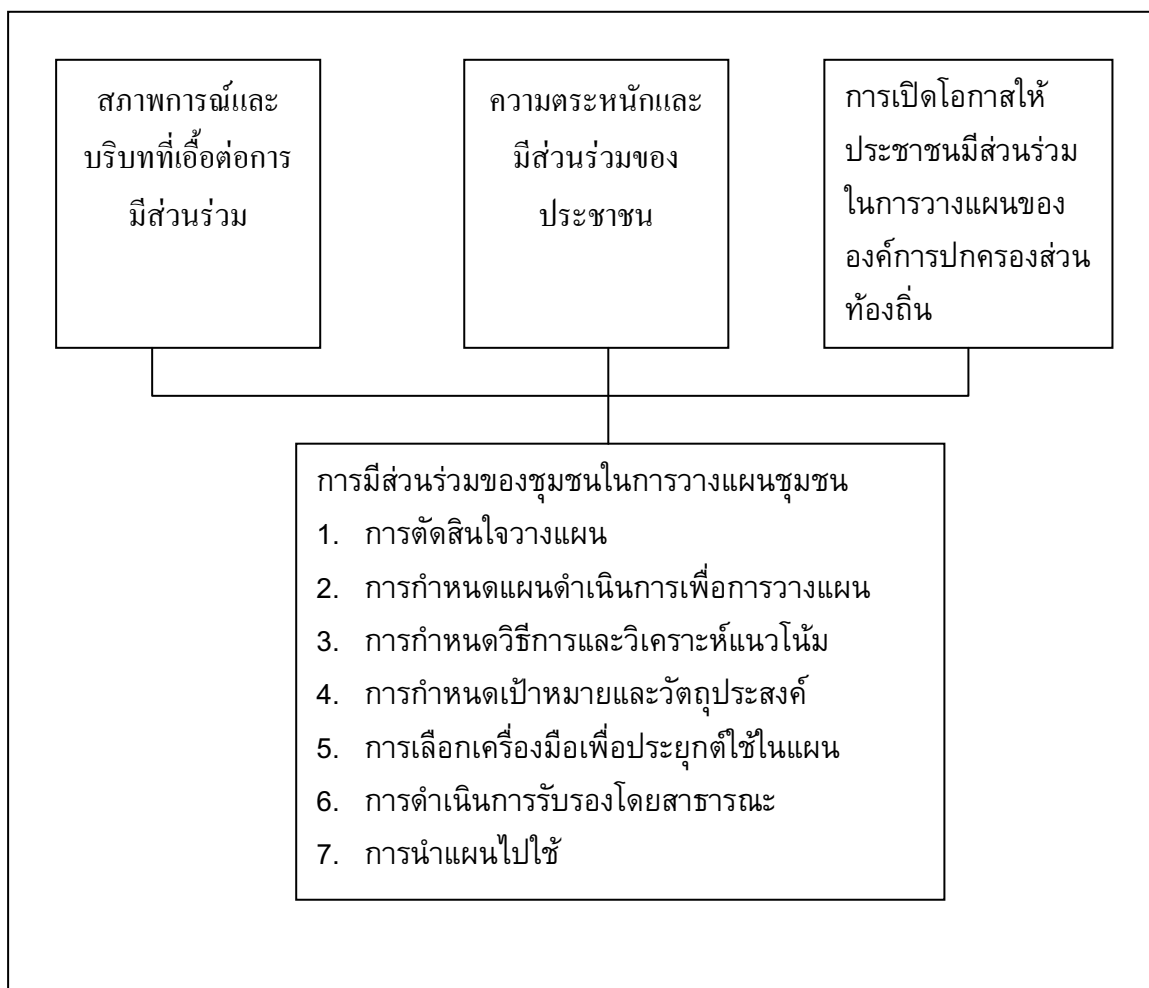 สภาพการณ์และ
บริบทที่เอื้อต่อการ
มีส่วนร่วม
ความตระหนักและ
มีส่วนร่วมของ
ประชาชน
การเปิดโอกาสให้
ประชาชนมีส่วนร่วม
ในการวางแผนของ
องค์การปกครองส่วน
ท้องถิ่น
การมีส่วนร่วมของชุมชนในการวางแผนชุมชน
1. การตัดสินใจวางแผน
2. การกำหนดแผนดำเนินการเพื่อการวางแผน
3. การกำหนดวิธีการและวิเคราะห์แนวโน้ม
4. การกำหนดเป้าหมายและวัตถุประสงค์
5. การเลือกเครื่องมือเพื่อประยุกต์ใช้ในแผน
6. การดำเนินการรับรองโดยสาธารณะ
7. การนำแผนไปใช้